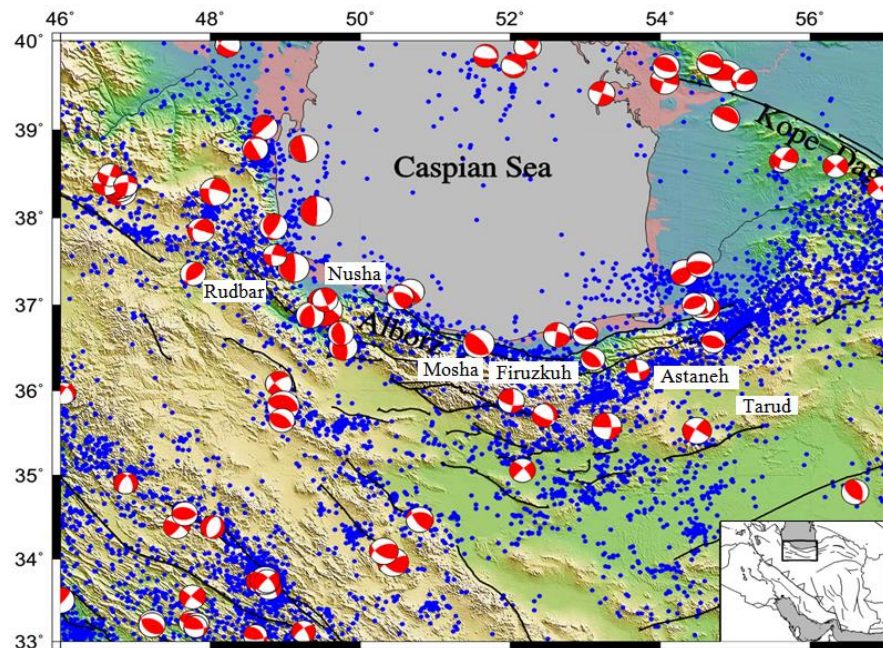 46°
48°
50°
52°
54°
56°
40°
39°
38°
37°
36°
35°
34°
33°
Caspian Sea
Kope-Dag
Nusha
Rudbar
Alborz
Mosha
Firuzkuh
Astaneh
Tarud